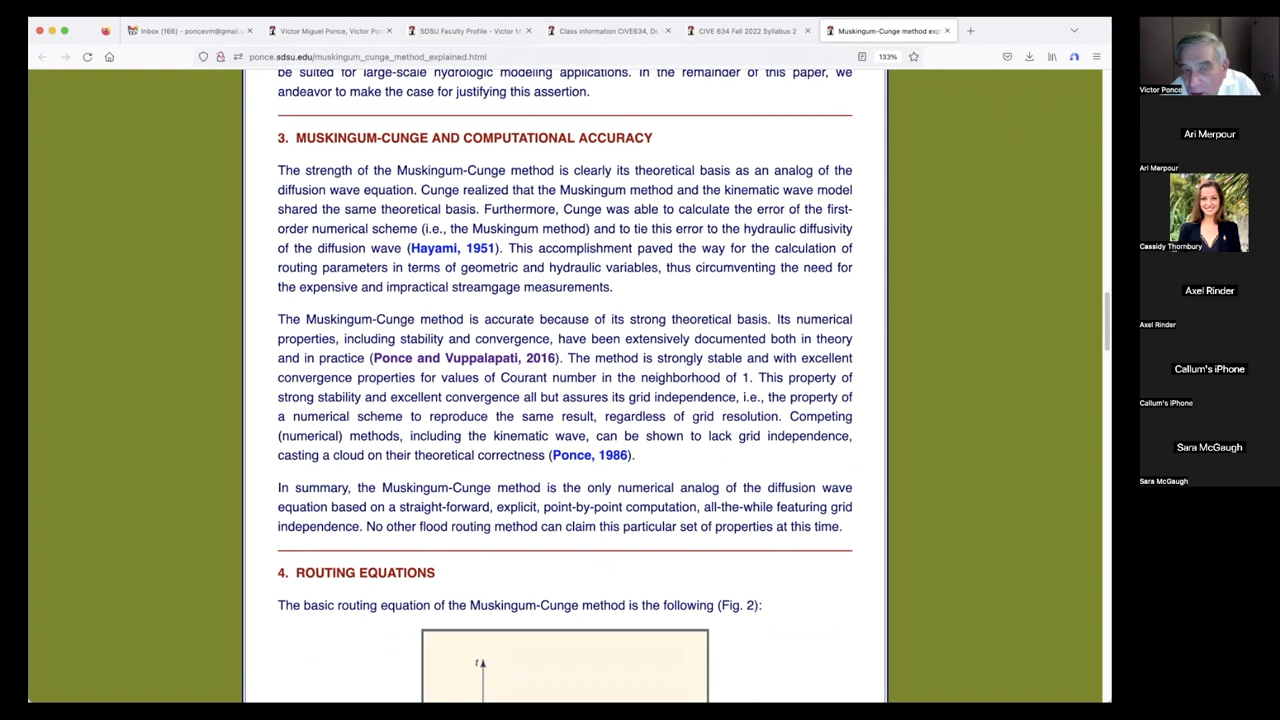 Inbox (166) – poncevm@gmail.c
Victor Miguel Ponce, Victor Pon
SDSU Faculty Profile - Victor M.
Class information CIVE634, D
CIVE 634 Fall 2022 Syllabus 2
Muskingum-Cunge method exp
ponce.sdsu.edu/muskingum_cunge_method_explained.html
133%
be suited for large-scale hydrologic modeling applications. In the remainder of this paper, we
endeavor to make the case for justifying this assertion.
3. MUSKINGUM-CUNGE AND COMPUTATIONAL ACCURACY
The strength of the Muskingum-Cunge method is clearly its theoretical basis as an analog of the
diffusion wave equation. Cunge realized that the Muskingum method and the kinematic wave model
shared the same theoretical basis. Furthermore, Cunge was able to calculate the error of the first-
order numerical scheme (i.e., the Muskingum method) and to tie this error to the hydraulic diffusivity
of the diffusion wave (Hayami, 1951). This accomplishment paved the way for the calculation of
routing parameters in terms of geometric and hydraulic variables, thus circumventing the need for
the expensive and impractical streamgage measurements.
The Muskingum-Cunge method is accurate because of its strong theoretical basis. Its numerical
properties, including stability and convergence, have been extensively documented both in theory
and in practice (Ponce and Vuppalapati, 2016). The method is strongly stable and with excellent
convergence properties for values of Courant number in the neighborhood of 1. This property of
strong stability and excellent convergence all but assures its grid independence, i.e., the property of
a numerical scheme to reproduce the same result, regardless of grid resolution. Competing
(numerical) methods, including the kinematic wave, can be shown to lack grid independence,
casting a cloud on their theoretical correctness (Ponce, 1986).
In summary, the Muskingum-Cunge method is the only numerical analog of the diffusion wave
equation based on a straight-forward, explicit, point-by-point computation, all-the-while featuring grid
independence. No other flood routing method can claim this particular set of properties at this time.
4. ROUTING EQUATIONS
The basic routing equation of the Muskingum-Cunge method is the following (Fig. 2):
t
Victor Ponce
Ari Merpour
Ari Merpour
Cassidy Thornbury
Axel Rinder
Axel Rinder
Callum's iPhone
Callum's iPhone
Sara McGaugh
Sara McGaugh